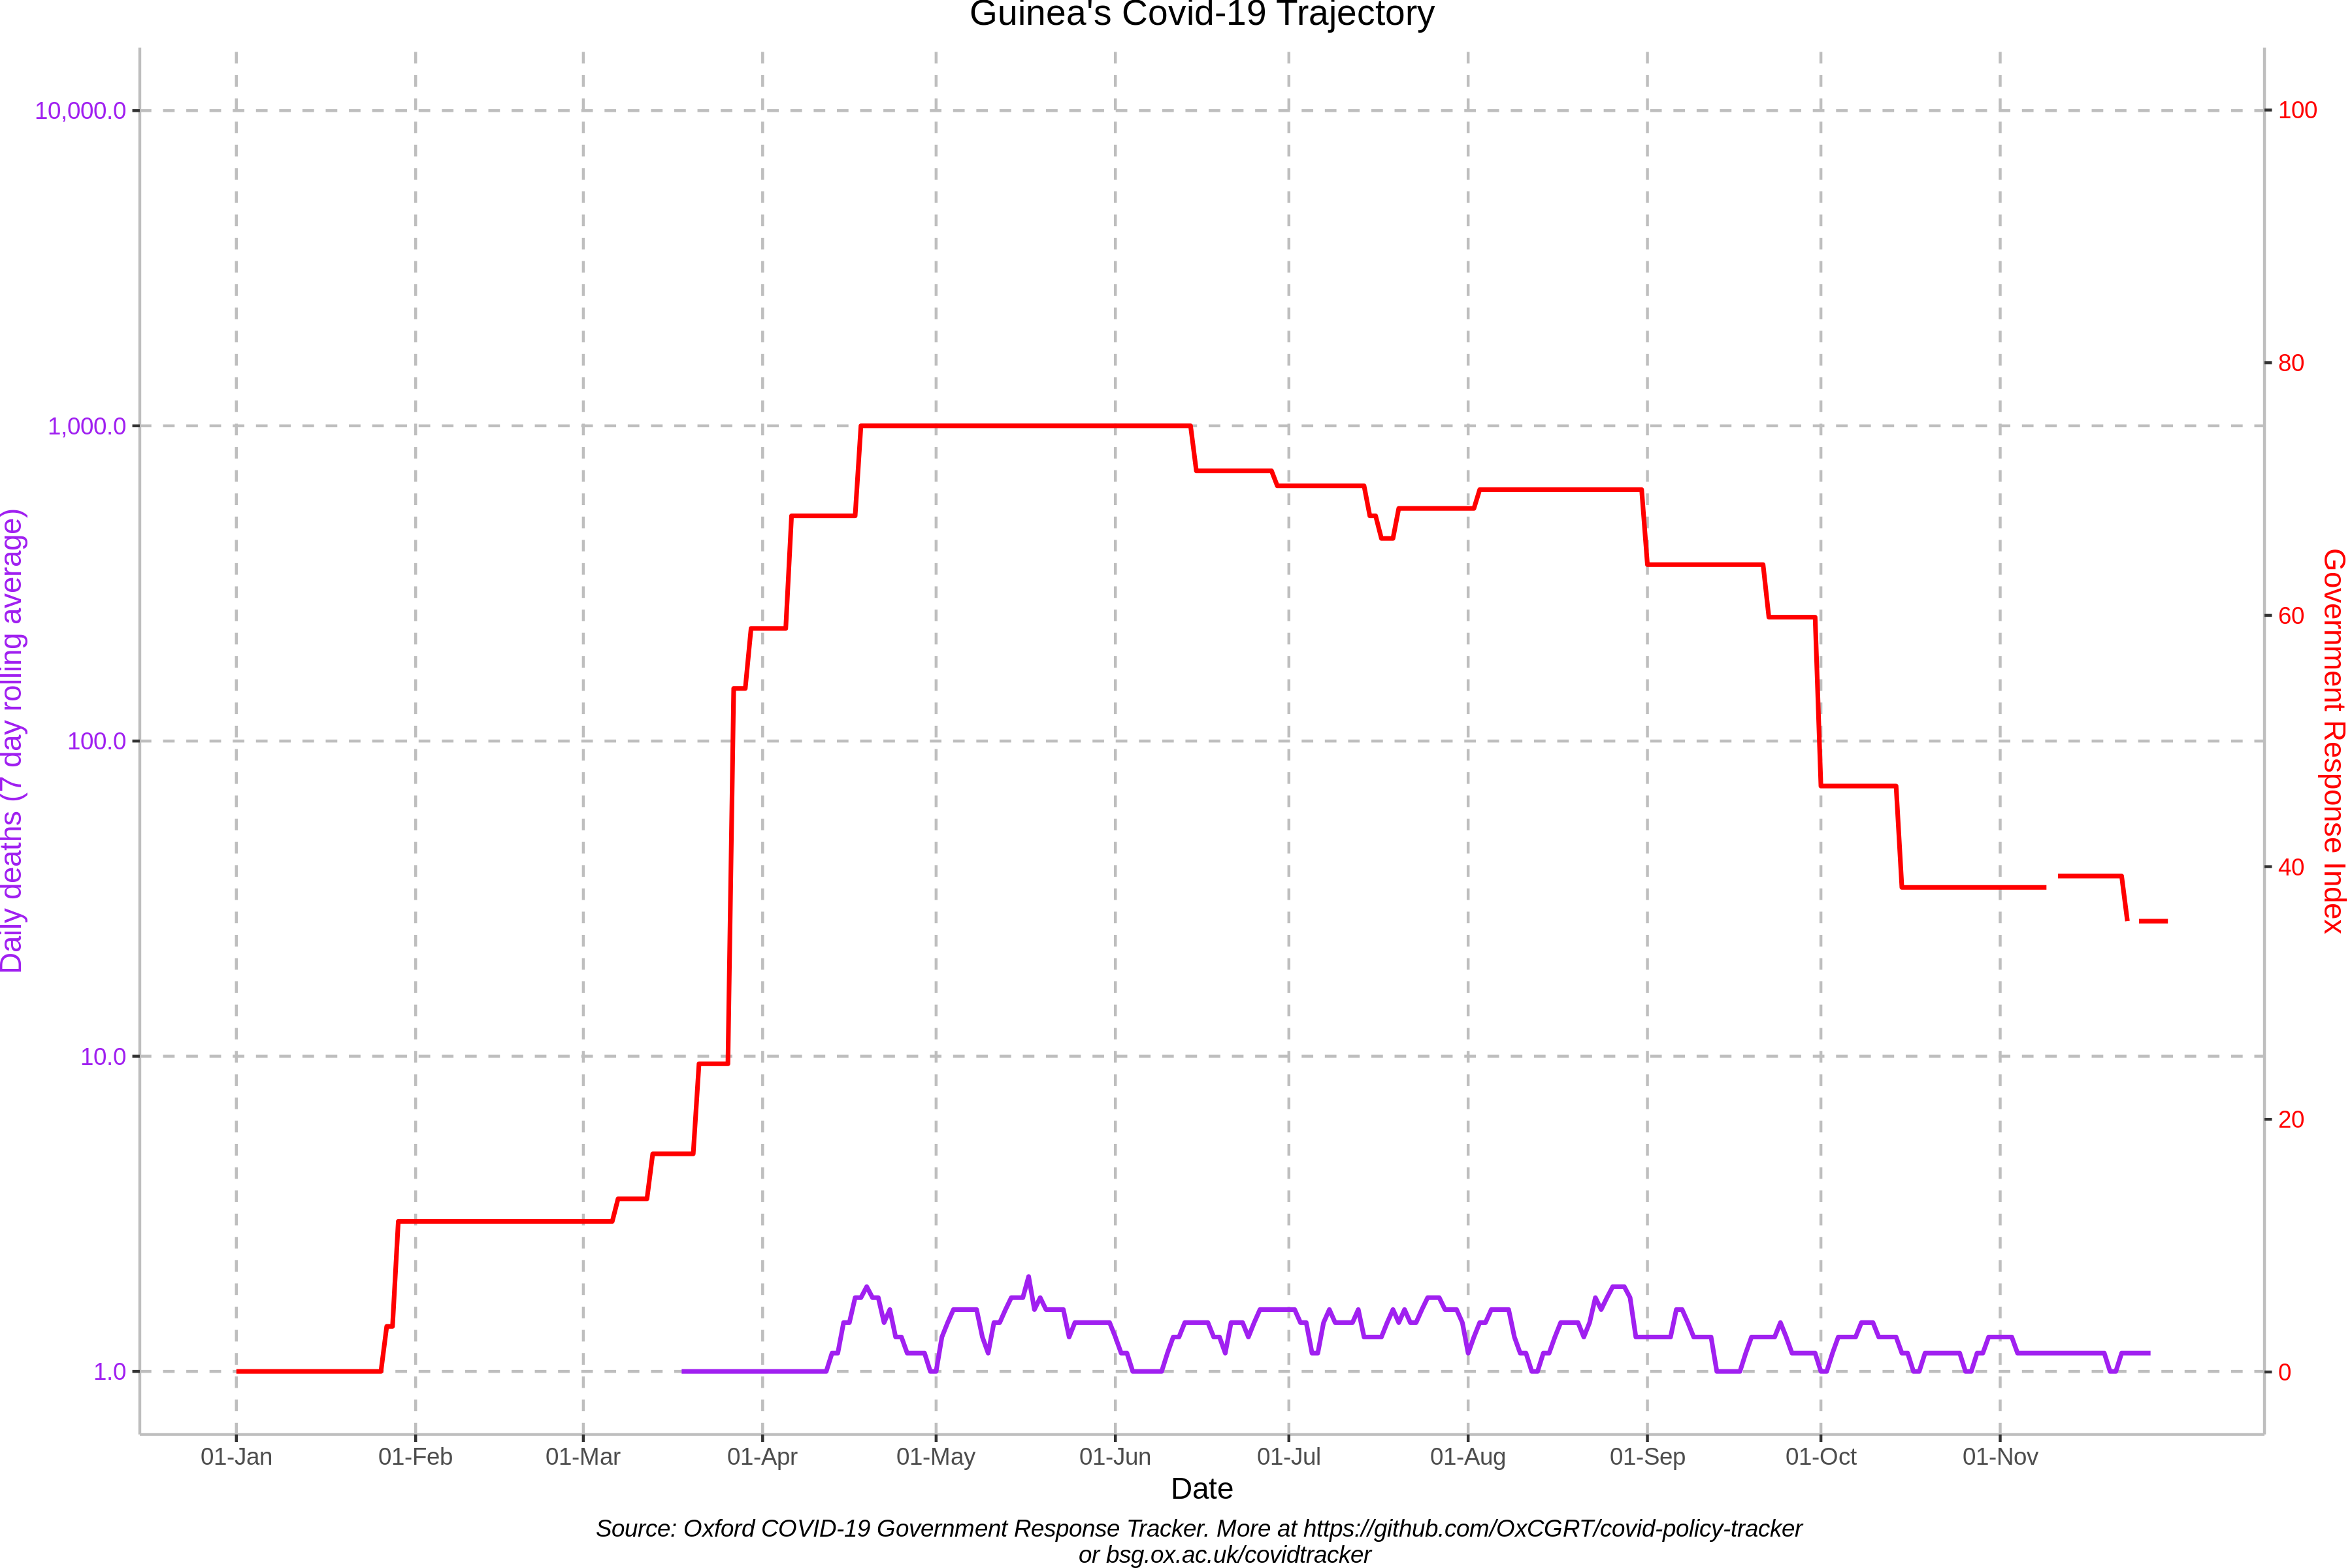 Guinea's Covid-19 Trajectory
10,000.0
1,000.0
100.0
10.0
1.0
Daily deaths (7 day rolling average)
100
80
60
40
20
0
Government Response Index
01-Jan 01-Feb 01-Mar 01-Apr 01-May 01-Jun 01-Jul 01-Aug 01-Sep 01-Oct 01-Nov
Date
Source: Oxford COVID-19 Government Response Tracker. More at https://github.com/OxCGRT/covid-policy-tracker
or bsg.ox.ac.uk/covidtracker